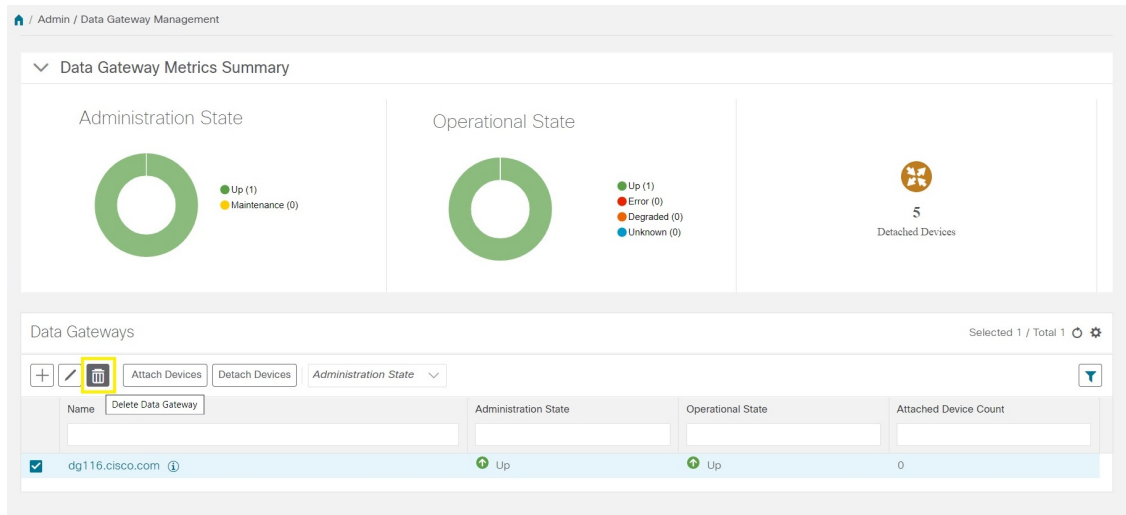 / Admin / Data Gateway Management
Data Gateway Metrics Summary
Administration State
Up (1)
Maintenance (0)
Operational State
Up (1)
Error (0)
Degraded (0)
Unknown (0)
5
Detached Devices
Data Gateways
Selected 1 / Total 1
Attach Devices Detach Devices Administration State
Delete Data Gateway
Name Administration State Operational State Attached Device Count
dg116.cisco.com Up Up 0